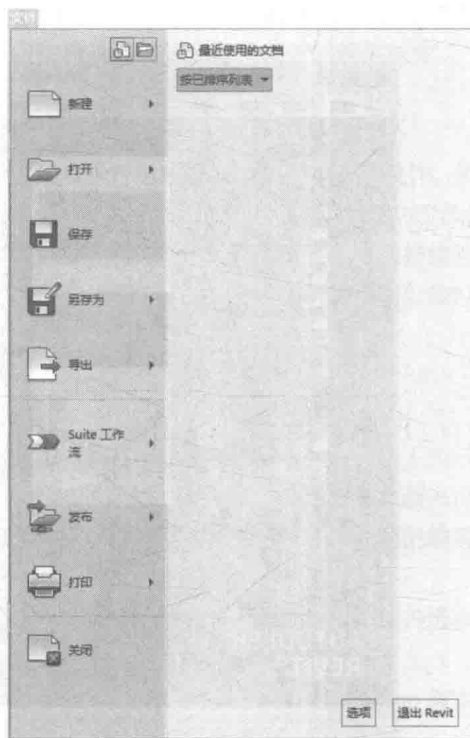 文件
最近使用的文档
按已排序列表
新建
打开
保存
另存为
导出
Suite 工作
流
发布
打印
关闭
选项
退出 Revit